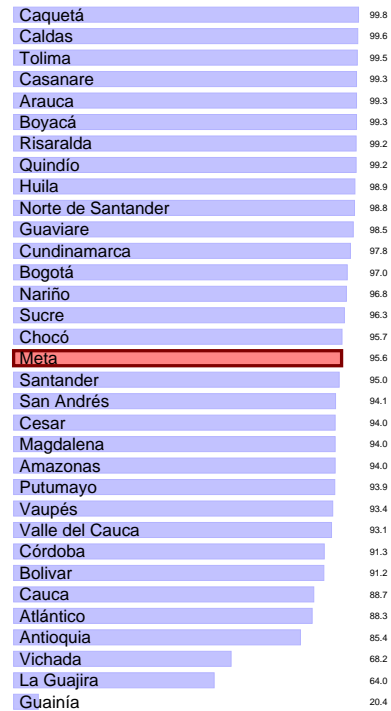 Caquetá 99.8
Caldas 99.6
Tolima 99.5
Casanare 99.3
Arauca 99.3
Boyacá 99.3
Risaralda 99.2
Quindío 99.2
Huila 98.9
Norte de Santander 98.8
Guaviare 98.5
Cundinamarca 97.8
Bogotá 97.0
Nariño 96.8
Sucre 96.3
Chocó 95.7
Meta 95.6
Santander 95.0
San Andrés 94.1
Cesar 94.0
Magdalena 94.0
Amazonas 94.0
Putumayo 93.9
Vaupés 93.4
Valle del Cauca 93.1
Córdoba 91.3
Bolivar 91.2
Cauca 88.7
Atlántico 88.3
Antioquia 85.4
Vichada 68.2
La Guajira 64.0
Guainía 20.4